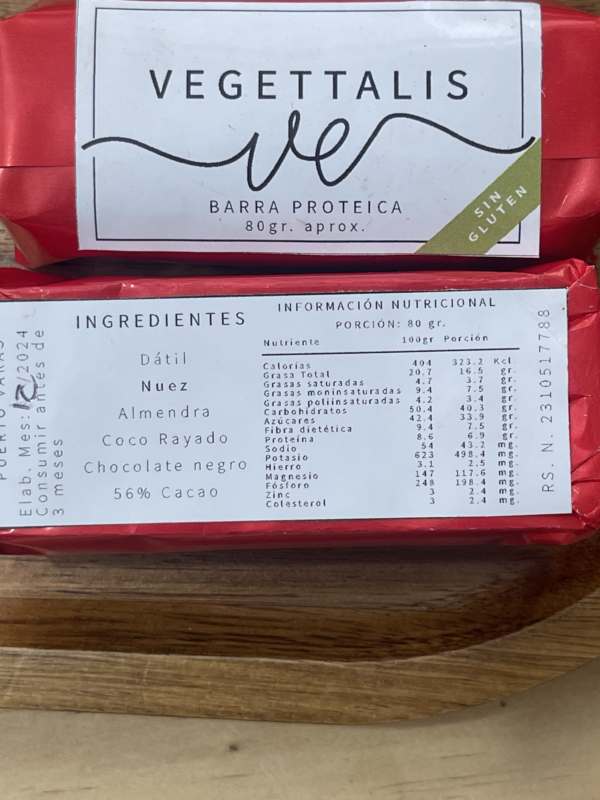 VEGETTALIS
ve
BARRA PROTEICA
80gr. aprox.
SIN
GLUTEN
PUERTO VARAS
Elab. Mes: 12/2024
Consumir antes de
3 meses
INGREDIENTES
Dátil
Nuez
Almendra
Coco Rayado
Chocolate negro
56% Cacao
INFORMACIÓN NUTRICIONAL
PORCIÓN: 80 gr.
Nutriente 100gr Porción
Calorías 404 323.2 Kcl.
Grasa Total 20.7 16.5 gr.
Grasas saturadas 4.7 3.7 gr.
Grasas moninsaturadas 9.4 7.5 gr.
Grasas poliinsaturadas 4.2 3.4 gr.
Carbohidratos 50.4 40.3 gr.
Azúcares 42.4 33.9 gr.
Fibra dietética 9.4 7.5 gr.
Proteína 8.6 6.9 gr.
Sodio 54 43.2 mg.
Potasio 623 498.4 mg.
Hierro 3.1 2.5 mg.
Magnesio 147 117.6 mg.
Fósforo 248 198.4 mg.
Zinc 3 2.4 mg.
Colesterol 3 2.4 mg.
RS. N. 2310517788